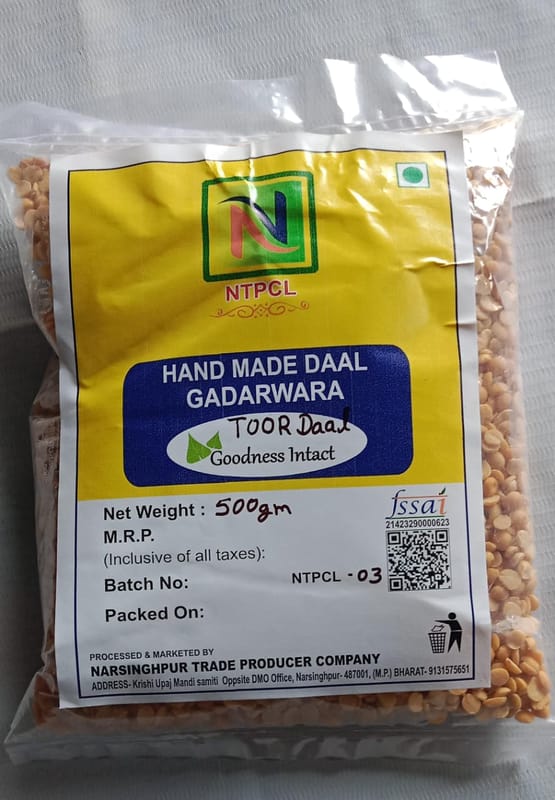 N
NTPCL
HAND MADE DAAL
GADARWARA
TOOR Daal
Goodness Intact
Net Weight : 500gm
M.R.P.
(Inclusive of all taxes):
Batch No: NTPCL -03
Packed On:
fssai
21423290000623
PROCESSED & MARKETED BY
NARSINGHPUR TRADE PRODUCER COMPANY
ADDRESS- Krishi Upaj Mandi samiti Oppsite DMO Office, Narsinghpur- 487001, (M.P.) BHARAT- 9131575651